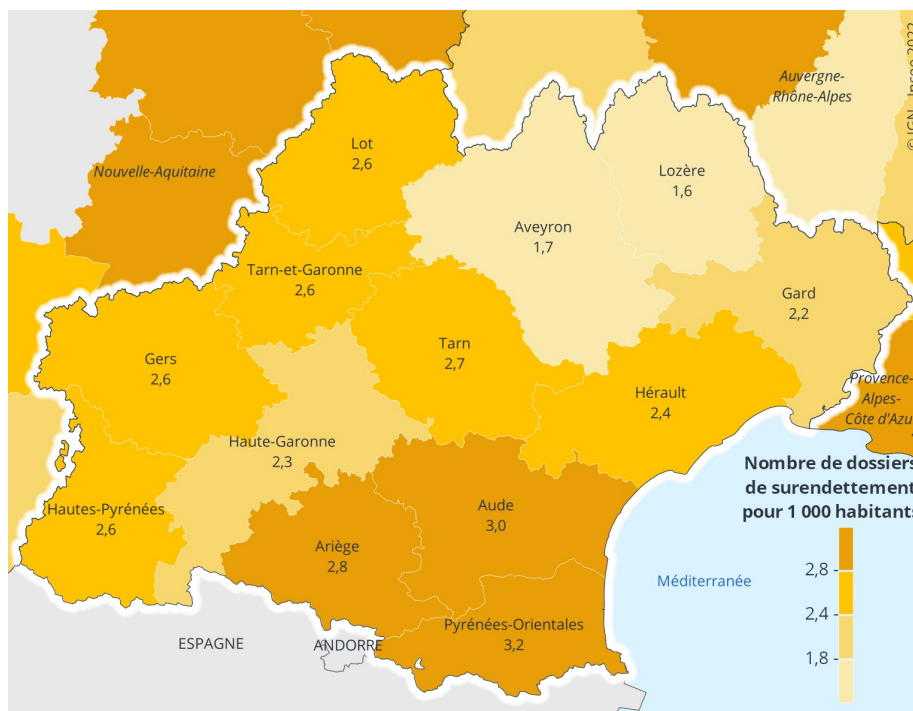 © IGN - Insee 2022
Auvergne-
Rhône-Alpes
Nouvelle-Aquitaine
Lot
2,6
Lozère
1,6
Aveyron
1,7
Tarn-et-Garonne
2,6
Gard
2,2
Gers
2,6
Tarn
2,7
Hérault
2,4
Provence-
Alpes-
Côte d'Azu
Haute-Garonne
2,3
Nombre de dossiers
de surendettement
pour 1 000 habitants
Hautes-Pyrénées
2,6
Aude
3,0
Ariège
2,8
2,8
2,4
1,8
Méditerranée
Pyrénées-Orientales
3,2
ESPAGNE
ANDORRE